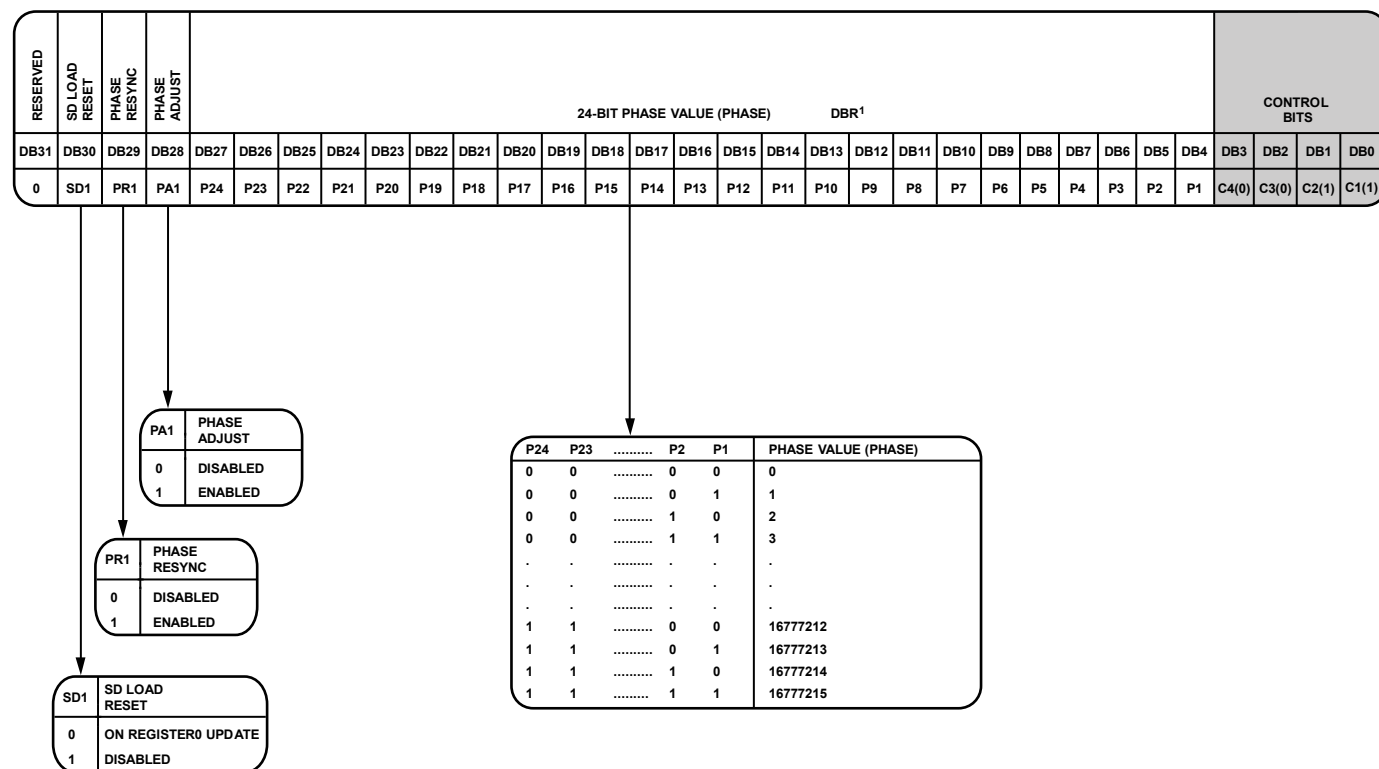 RESERVED
SD LOAD
RESET
PHASE
RESYNC
PHASE
ADJUST
24-BIT PHASE VALUE (PHASE) DBR1
CONTROL
BITS
DB31 DB30 DB29 DB28 DB27 DB26 DB25 DB24 DB23 DB22 DB21 DB20 DB19 DB18 DB17 DB16 DB15 DB14 DB13 DB12 DB11 DB10 DB9 DB8 DB7 DB6 DB5 DB4 DB3 DB2 DB1 DB0
0 SD1 PR1 PA1 P24 P23 P22 P21 P20 P19 P18 P17 P16 P15 P14 P13 P12 P11 P10 P9 P8 P7 P6 P5 P4 P3 P2 P1 C4(0) C3(0) C2(1) C1(1)
PA1 PHASE
ADJUST
0 DISABLED
1 ENABLED
PR1 PHASE
RESYNC
0 DISABLED
1 ENABLED
SD1 SD LOAD
RESET
0 ON REGISTER0 UPDATE
1 DISABLED
P24 P23 .......... P2 P1 PHASE VALUE (PHASE)
0 0 .......... 0 0 0
0 0 .......... 0 1 1
0 0 .......... 1 0 2
0 0 .......... 1 1 3
. . .......... . . .
. . .......... . . .
. . .......... . . .
1 1 .......... 0 0 16777212
1 1 .......... 0 1 16777213
1 1 .......... 1 0 16777214
1 1 ......... 1 1 16777215